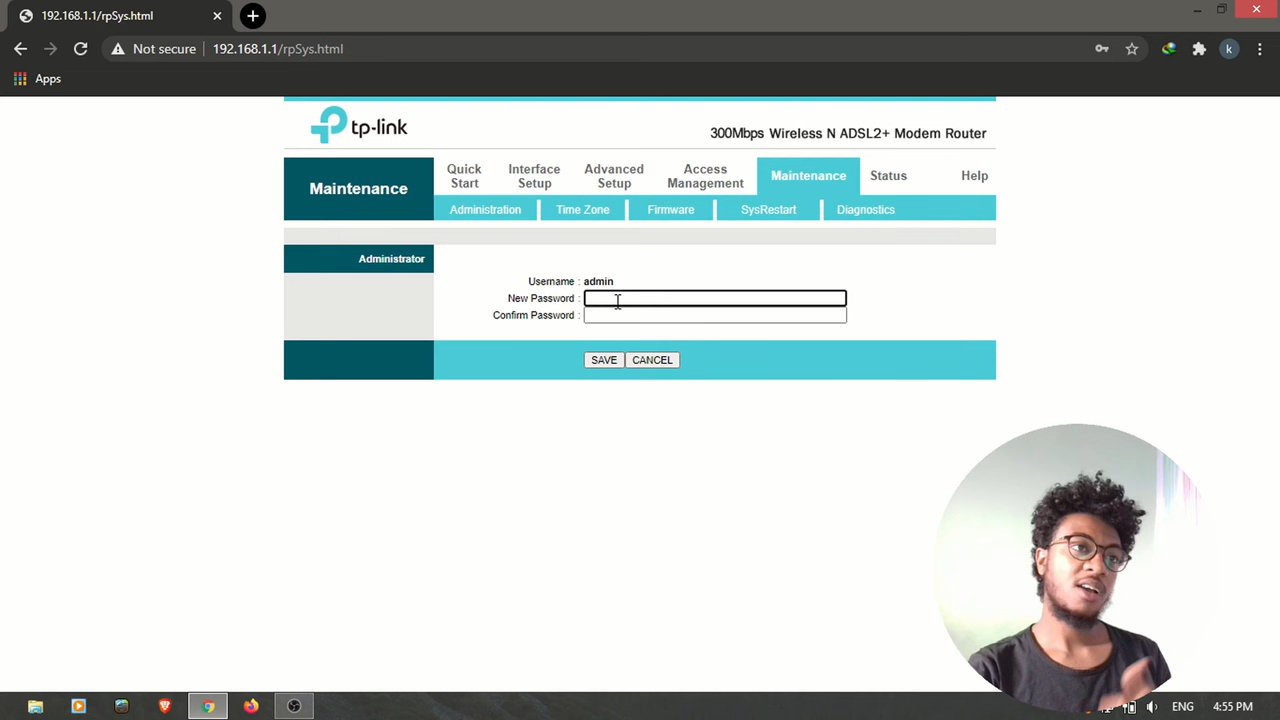 192.168.1.1/rpSys.html
Not secure
192.168.1.1/rpSys.html
k
Apps
tp-link
300Mbps Wireless N ADSL2+ Modem Router
Maintenance
Quick Start
Interface Setup
Advanced Setup
Access Management
Maintenance
Status
Help
Administration
Time Zone
Firmware
SysRestart
Diagnostics
Administrator
Username : admin
New Password :
Confirm Password :
SAVE
CANCEL
ENG
4:55 PM